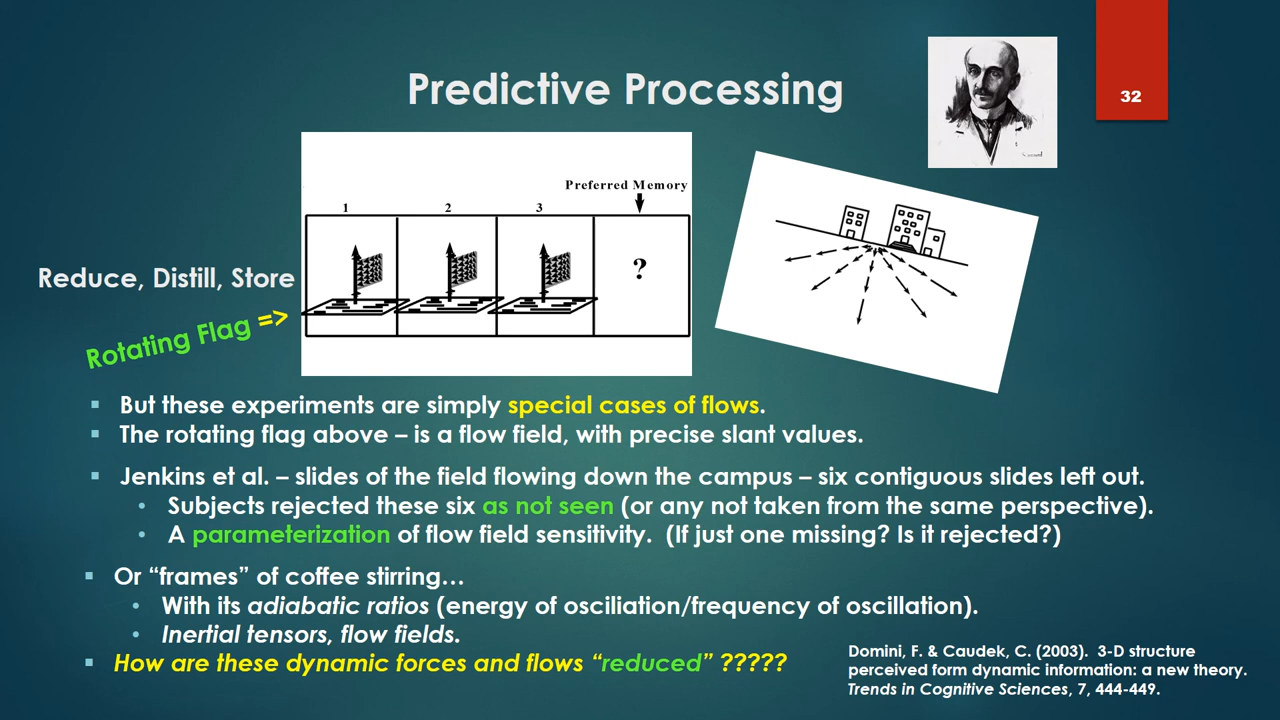 32
Predictive Processing
Preferred Memory
1 2 3
?
Reduce, Distill, Store
Rotating Flag =>
But these experiments are simply special cases of flows.
The rotating flag above – is a flow field, with precise slant values.
Jenkins et al. – slides of the field flowing down the campus – six contiguous slides left out.
Subjects rejected these six as not seen (or any not taken from the same perspective).
A parameterization of flow field sensitivity. (If just one missing? Is it rejected?)
Or “frames” of coffee stirring…
With its adiabatic ratios (energy of osciliation/frequency of oscillation).
Inertial tensors, flow fields.
How are these dynamic forces and flows “reduced” ?????
Domini, F. & Caudek, C. (2003). 3-D structure
perceived form dynamic information: a new theory.
Trends in Cognitive Sciences, 7, 444-449.